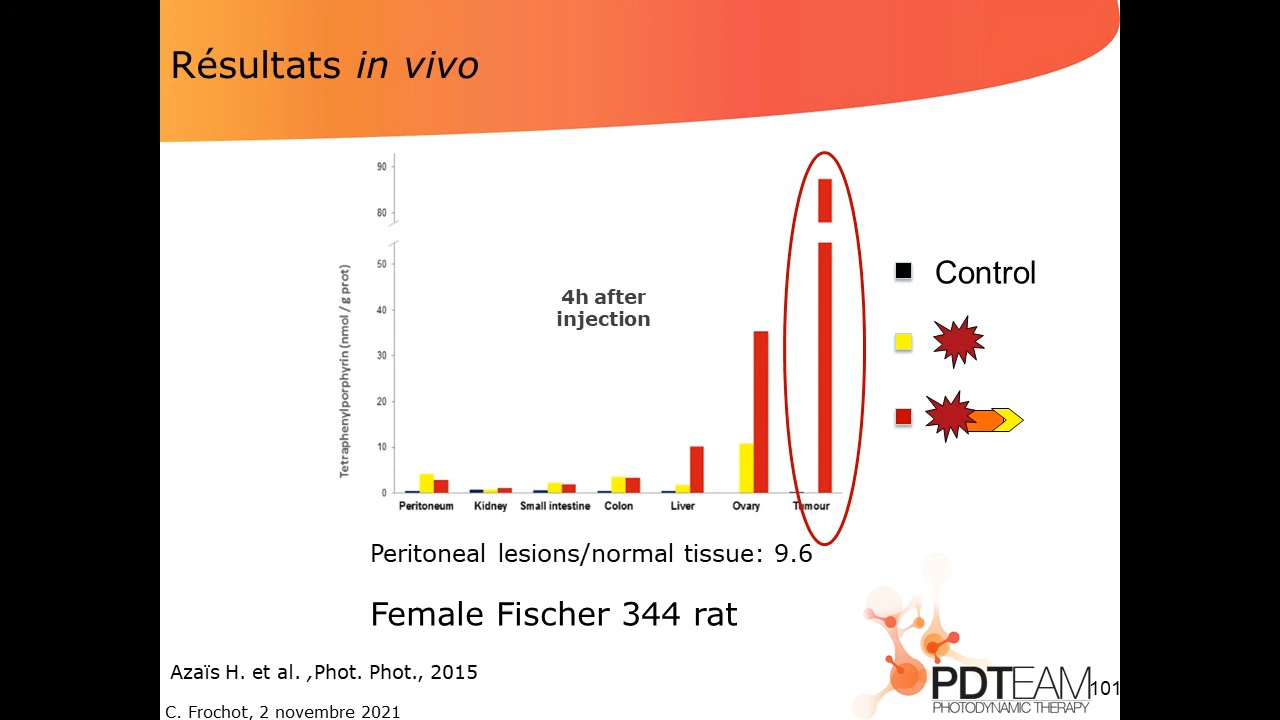 Résultats in vivo
90
80
50
40
30
20
10
0
Tetraphenylporphyrin (nmol / g prot)
4h after
injection
Peritoneum Kidney Small intestine Colon Liver Ovary Tumour
Control
Peritoneal lesions/normal tissue: 9.6
Female Fischer 344 rat
Azaïs H. et al. ,Phot. Phot., 2015
C. Frochot, 2 novembre 2021
PDTEAM
PHOTODYNAMIC THERAPY
101